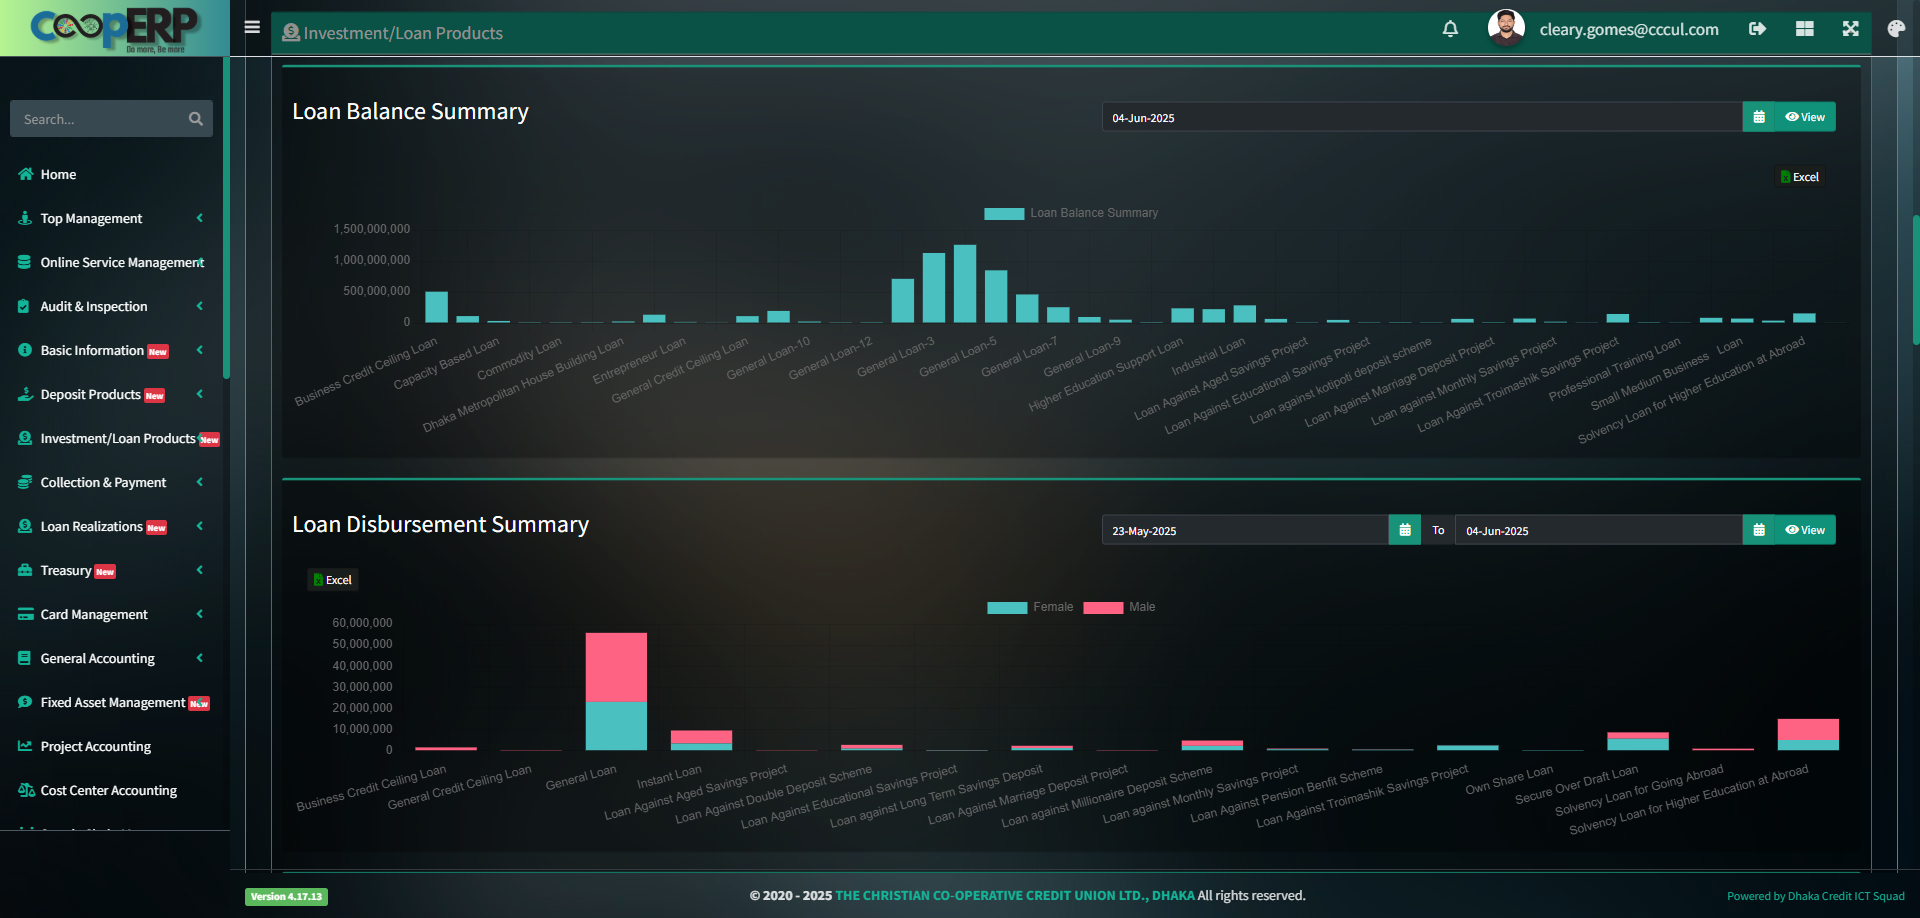 COOPERP
Do more, Be more
Investment/Loan Products
cleary.gomes@cccul.com
Search...
Home
Top Management
Online Service Management
Audit & Inspection
Basic Information New
Deposit Products New
Investment/Loan Products New
Collection & Payment
Loan Realizations New
Treasury New
Card Management
General Accounting
Fixed Asset Management New
Project Accounting
Cost Center Accounting
Loan Balance Summary
04-Jun-2025
View
Excel
Loan Balance Summary
1,500,000,000
1,000,000,000
500,000,000
0
Business Credit Ceiling Loan
Capacity Based Loan
Commodity Loan
Dhaka Metropolitan House Building Loan
Entrepreneur Loan
General Credit Ceiling Loan
General Loan-10
General Loan-12
General Loan-3
General Loan-5
General Loan-7
General Loan-9
Higher Education Support Loan
Industrial Loan
Loan Against Aged Savings Project
Loan Against Educational Savings Project
Loan against kotipoti deposit scheme
Loan Against Marriage Deposit Project
Loan against Monthly Savings Project
Loan Against Troimashik Savings Project
Professional Training Loan
Small Medium Business Loan
Solvency Loan for Higher Education at Abroad
Loan Disbursement Summary
23-May-2025
To
04-Jun-2025
View
Excel
Female
Male
60,000,000
50,000,000
40,000,000
30,000,000
20,000,000
10,000,000
0
Business Credit Ceiling Loan
General Credit Ceiling Loan
General Loan
Instant Loan
Loan Against Aged Savings Project
Loan Against Double Deposit Scheme
Loan Against Educational Savings Project
Loan against Long Term Savings Deposit
Loan Against Marriage Deposit Project
Loan against Millionaire Deposit Scheme
Loan against Monthly Savings Project
Loan Against Pension Benfit Scheme
Loan Against Troimashik Savings Project
Own Share Loan
Secure Over Draft Loan
Solvency Loan for Going Abroad
Solvency Loan for Higher Education at Abroad
Version 4.17.13
© 2020 - 2025 THE CHRISTIAN CO-OPERATIVE CREDIT UNION LTD., DHAKA All rights reserved.
Powered by Dhaka Credit ICT Squad